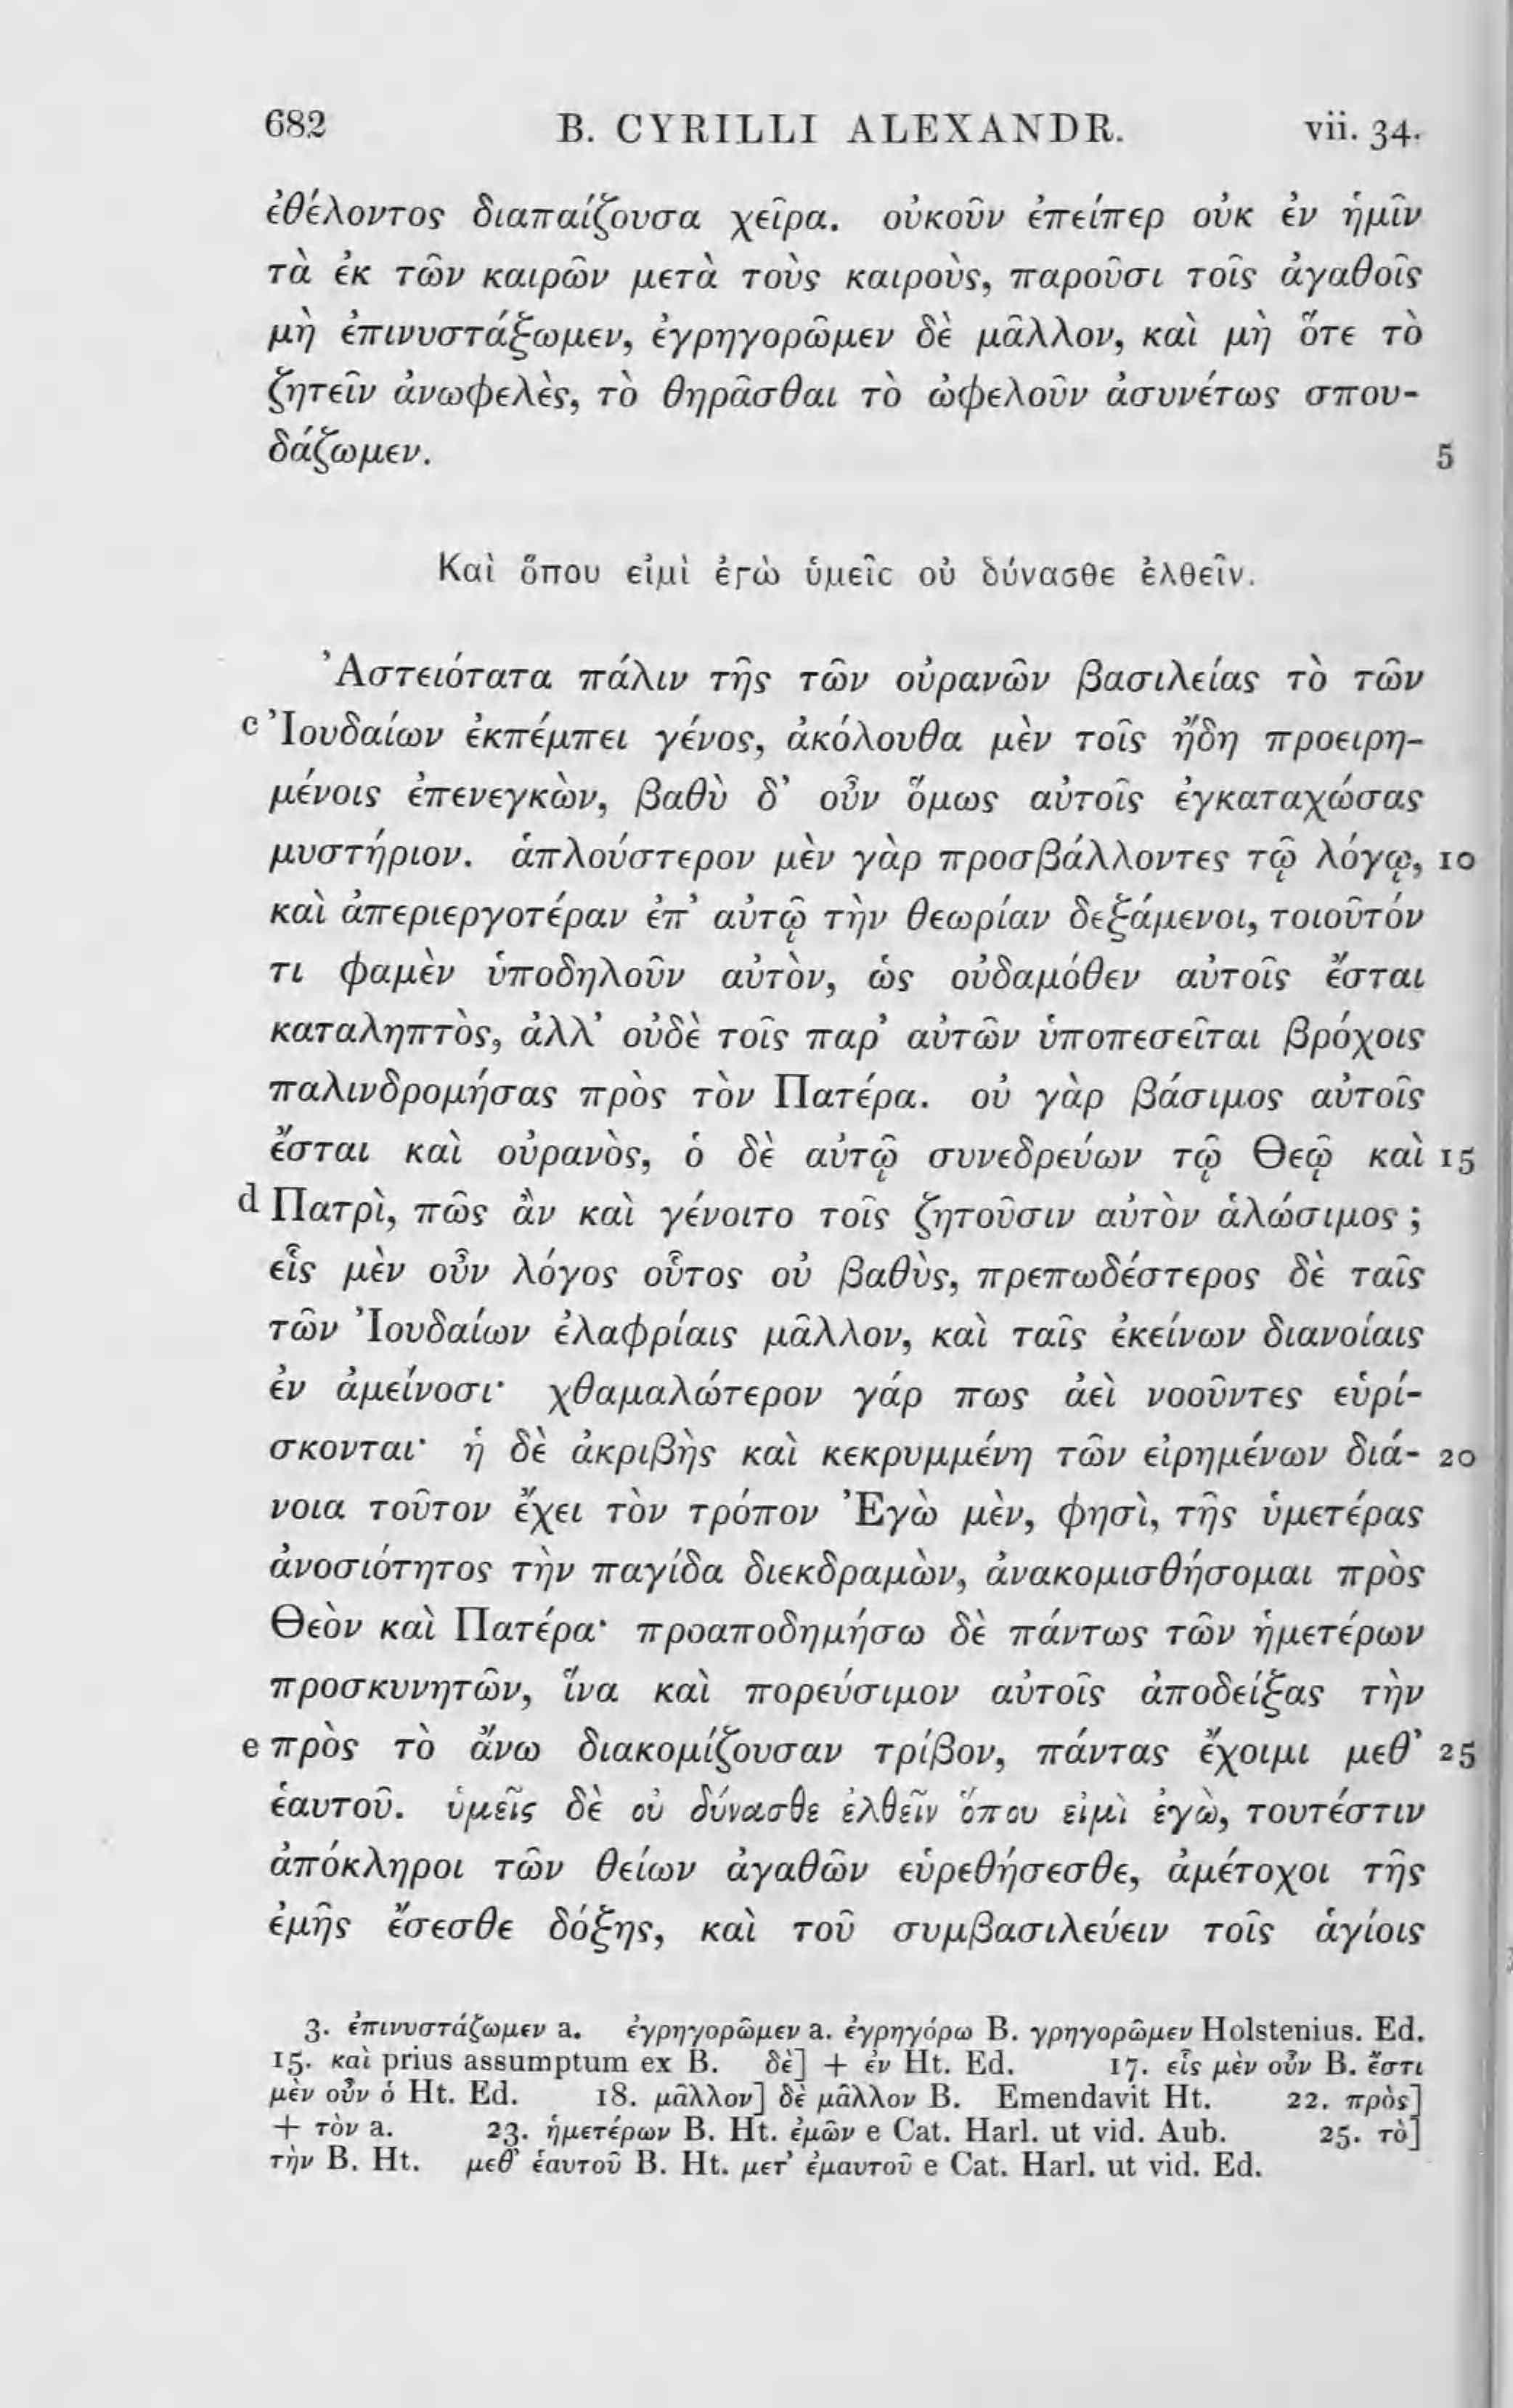 682 B. CYRILLI ALEXANDR. vii. 34.
ἐθέλοντος διαπαίζουσα χεῖρα. οὐκοῦν ἐπείπερ οὐκ ἐν ἡμῖν
τὰ ἐκ τῶν καιρῶν μετὰ τοὺς καιροὺς, παροῦσι τοῖς ἀγαθοῖς
μὴ ἐπινυστάξωμεν, ἐγρηγορῶμεν δὲ μᾶλλον, καὶ μὴ ὅτε τὸ
ζητεῖν ἀνωφελὲς, τὸ θηρᾶσθαι τὸ ὠφελοῦν ἀσυνέτως σπου-
δάζωμεν. 5
Καὶ ὅπου εἰμὶ ἐγὼ ὑμεῖς οὐ δύνασθε ἐλθεῖν.
Ἀστειότατα πάλιν τῆς τῶν οὐρανῶν βασιλείας τὸ τῶν
c Ἰουδαίων ἐκπέμπει γένος, ἀκόλουθα μὲν τοῖς ἤδη προειρη-
μένοις ἐπενεγκὼν, βαθὺ δ’ οὖν ὅμως αὐτοῖς ἐγκαταχώσας
μυστήριον. ἁπλούστερον μὲν γὰρ προσβάλλοντες τῷ λόγῳ, 10
καὶ ἀπεριεργοτέραν ἐπ’ αὐτῷ τὴν θεωρίαν δεξάμενοι, τοιοῦτόν
τι φαμὲν ὑποδηλοῦν αὐτὸν, ὡς οὐδαμόθεν αὐτοῖς ἔσται
καταληπτὸς, ἀλλ’ οὐδὲ τοῖς παρ’ αὐτῶν ὑποπεσεῖται βρόχοις
παλινδρομήσας πρὸς τὸν Πατέρα. οὐ γὰρ βάσιμος αὐτοῖς
ἔσται καὶ οὐρανὸς, ὁ δὲ αὐτῷ συνεδρεύων τῷ Θεῷ καὶ 15
d Πατρὶ, πῶς ἂν καὶ γένοιτο τοῖς ζητοῦσιν αὐτὸν ἁλώσιμος ;
εἷς μὲν οὖν λόγος οὗτος οὐ βαθὺς, πρεπωδέστερος δὲ ταῖς
τῶν Ἰουδαίων ἐλαφρίαις μᾶλλον, καὶ ταῖς ἐκείνων διανοίαις
ἐν ἀμείνοσι· χθαμαλώτερον γάρ πως ἀεὶ νοοῦντες εὑρί-
σκονται· ἡ δὲ ἀκριβὴς καὶ κεκρυμμένη τῶν εἰρημένων διά- 20
νοια τοῦτον ἔχει τὸν τρόπον Ἐγὼ μὲν, φησὶ, τῆς ὑμετέρας
ἀνοσιότητος τὴν παγίδα διεκδραμὼν, ἀνακομισθήσομαι πρὸς
Θεὸν καὶ Πατέρα· προαποδημήσω δὲ πάντως τῶν ἡμετέρων
προσκυνητῶν, ἵνα καὶ πορεύσιμον αὐτοῖς ἀποδείξας τὴν
e πρὸς τὸ ἄνω διακομίζουσαν τρίβον, πάντας ἔχοιμι μεθ’ 25
ἑαυτοῦ. ὑμεῖς δὲ οὐ δύνασθε ἐλθεῖν ὅπου εἰμὶ ἐγὼ, τουτέστιν
ἀπόκληροι τῶν θείων ἀγαθῶν εὑρεθήσεσθε, ἀμέτοχοι τῆς
ἐμῆς ἔσεσθε δόξης, καὶ τοῦ συμβασιλεύειν τοῖς ἁγίοις
3. ἐπινυστάζωμεν a. ἐγρηγορῶμεν a. ἐγρηγόρω B. γρηγορῶμεν Holstenius. Ed.
15. καὶ prius assumptum ex B. δὲ] + ἐν Ht. Ed. 17. εἷς μὲν οὖν B. ἔστι
μὲν οὖν ὁ Ht. Ed. 18. μᾶλλον] δὲ μᾶλλον B. Emendavit Ht. 22. πρὸς]
+ τὸν a. 23. ἡμετέρων B. Ht. ἐμῶν e Cat. Harl. ut vid. Aub. 25. τὸ]
τὴν B. Ht. μεθ’ ἑαυτοῦ B. Ht. μετ’ ἐμαυτοῦ e Cat. Harl. ut vid. Ed.